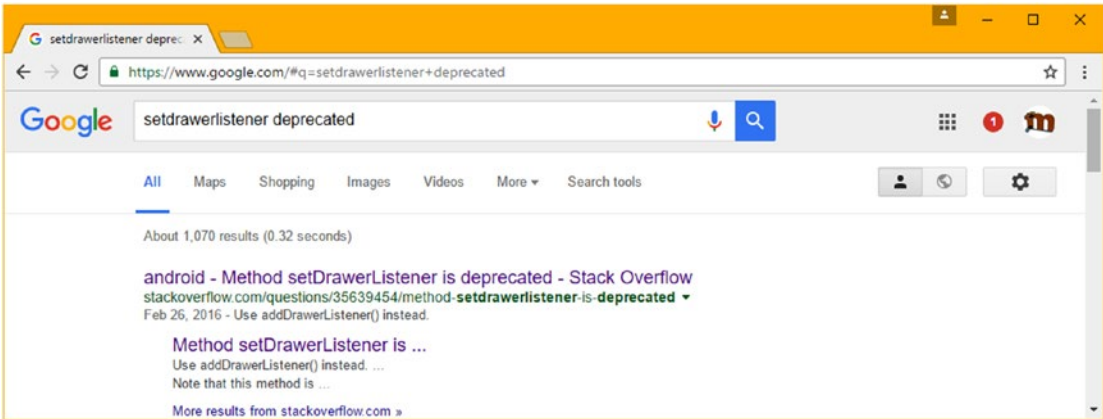 G setdrawerlistener deprec
https://www.google.com/#q=setdrawerlistener+deprecated
Google setdrawerlistener deprecated 1 m
All Maps Shopping Images Videos More Search tools
About 1,070 results (0.32 seconds)
android - Method setDrawerListener is deprecated - Stack Overflow
stackoverflow.com/questions/35639454/method-setdrawerlistener-is-deprecated
Feb 26, 2016 - Use addDrawerListener() instead.
Method setDrawerListener is ...
Use addDrawerListener() instead. ...
Note that this method is ...
More results from stackoverflow.com »